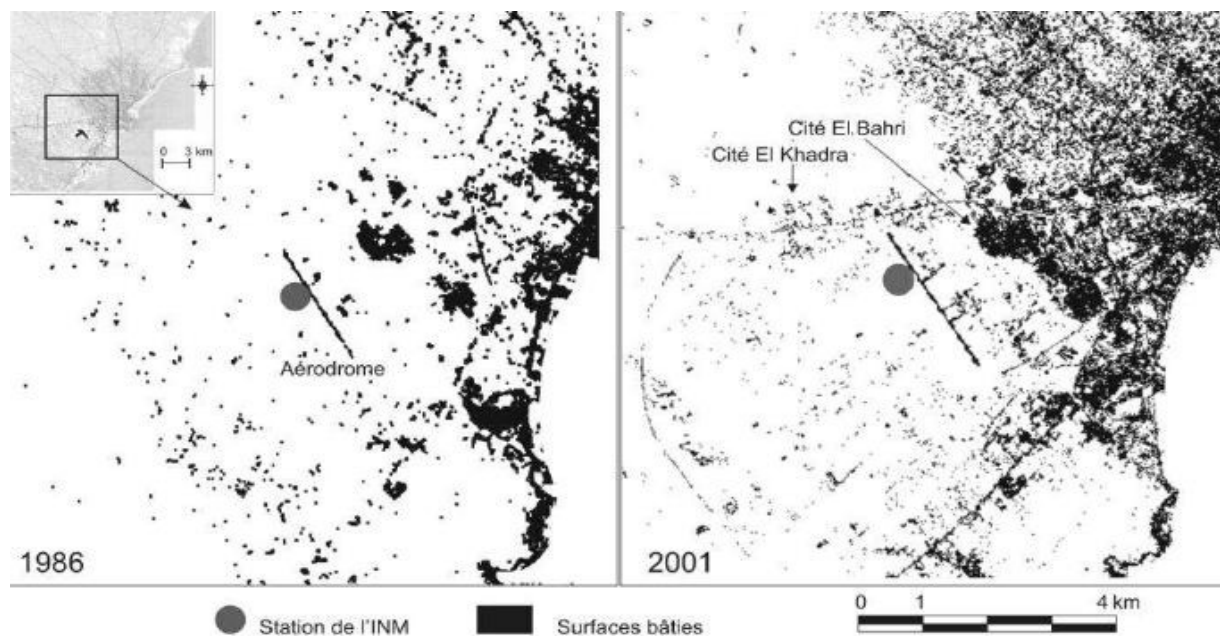 0 3 km
Cité El Bahri
Cité El Khadra
Aérodrome
1986
2001
Station de l'INM
Surfaces bâties
0 1 4 km